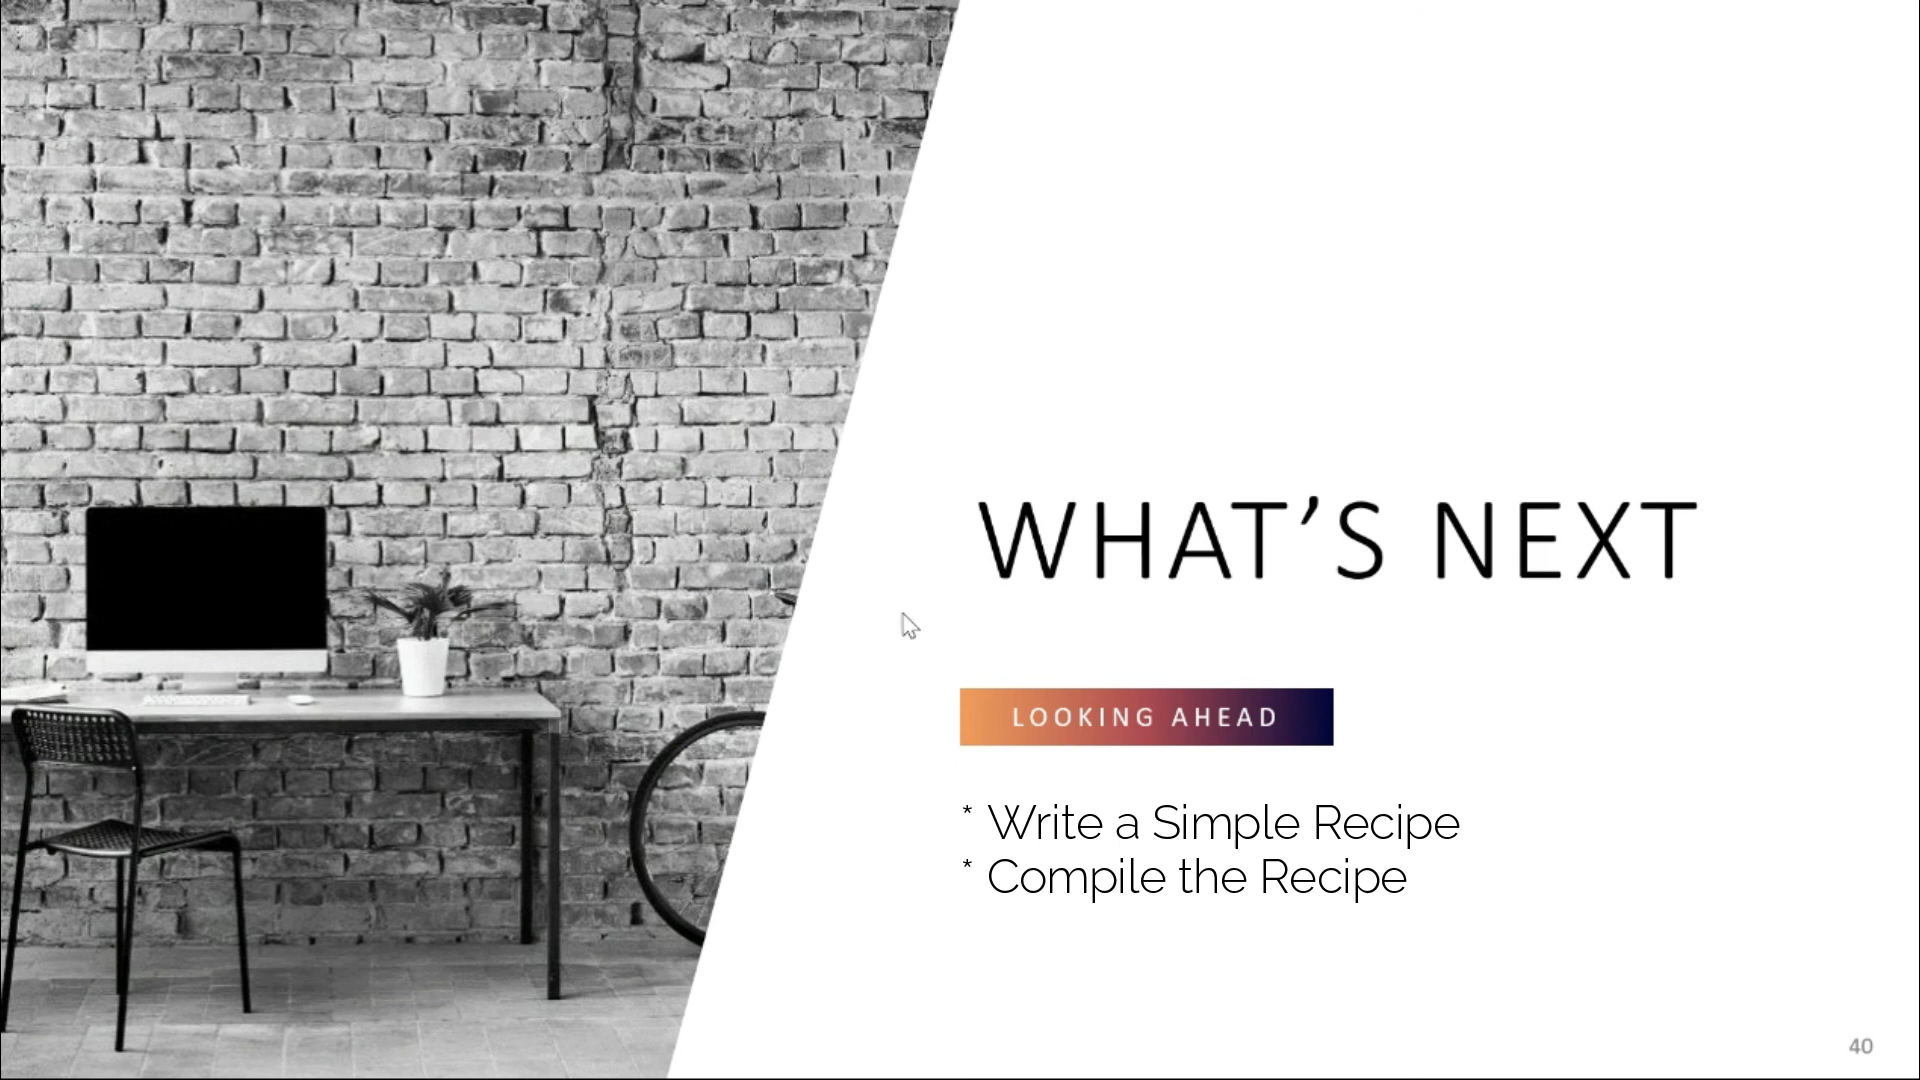 WHAT’S NEXT
LOOKING AHEAD
* Write a Simple Recipe
* Compile the Recipe
40